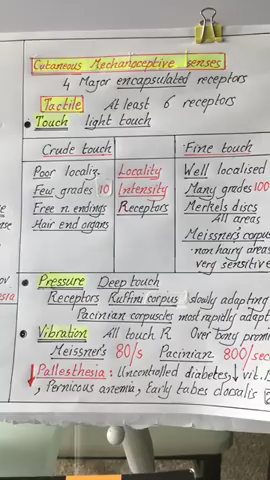 Cutaneous Mechanoceptive senses
4 Major encapsulated receptors
Tactile At least 6 receptors
Touch light touch
Crude touch Fine touch
Poor localiz. Locality Well localised
Few grades 10 Intensity Many grades 100
Free n. endings Receptors Merkels discs
Hair end organs All areas
Meissner's corpus
non hairy areas
very sensitive
Pressure Deep touch
Receptors Ruffini corpus slowly adapting
Pacinian corpuscles most rapidly adapt
Vibration All touch R Over bony promi
Meissner's 80/s Pacinian 800/sec
↓ Pallesthesia: Uncontrolled diabetes, ↓ vit.
, Pernicous anemia, Early tabes dorsalis